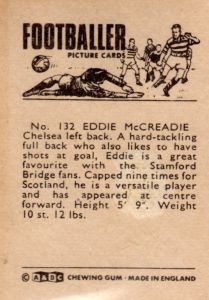 FOOTBALLER
PICTURE CARDS
No. 132 EDDIE McCREADIE
Chelsea left back. A hard-tackling
full back who also likes to have
shots at goal, Eddie is a great
favourite with the Stamford
Bridge fans. Capped nine times for
Scotland, he is a versatile player
and has appeared at centre
forward. Height 5' 9". Weight
10 st. 12 lbs.
© A&BC CHEWING GUM · MADE IN ENGLAND